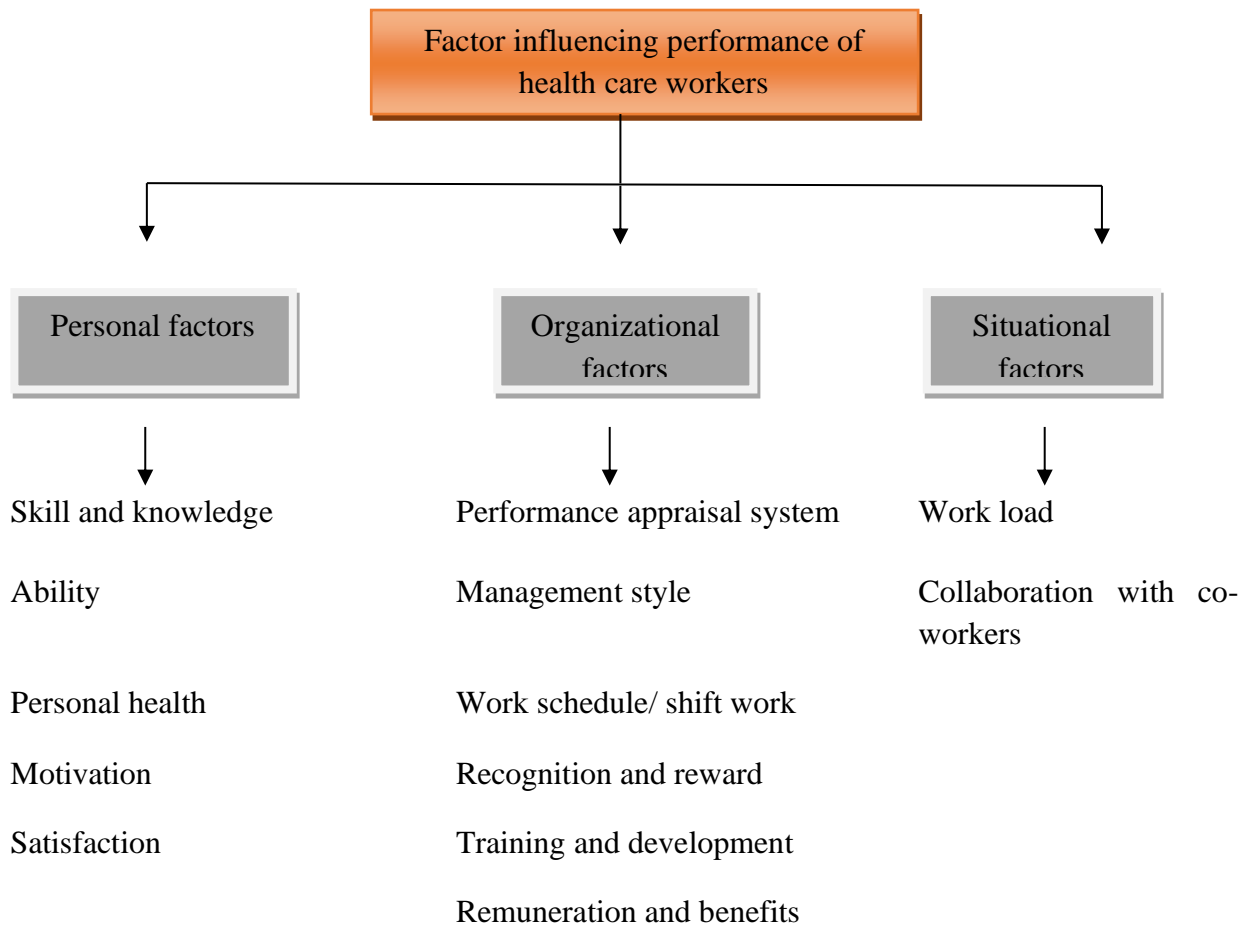 Factor influencing performance of
health care workers
Personal factors
Organizational
factors
Situational
factors
Skill and knowledge
Ability
Personal health
Motivation
Satisfaction
Performance appraisal system
Management style
Work schedule/ shift work
Recognition and reward
Training and development
Remuneration and benefits
Work load
Collaboration with co-
workers